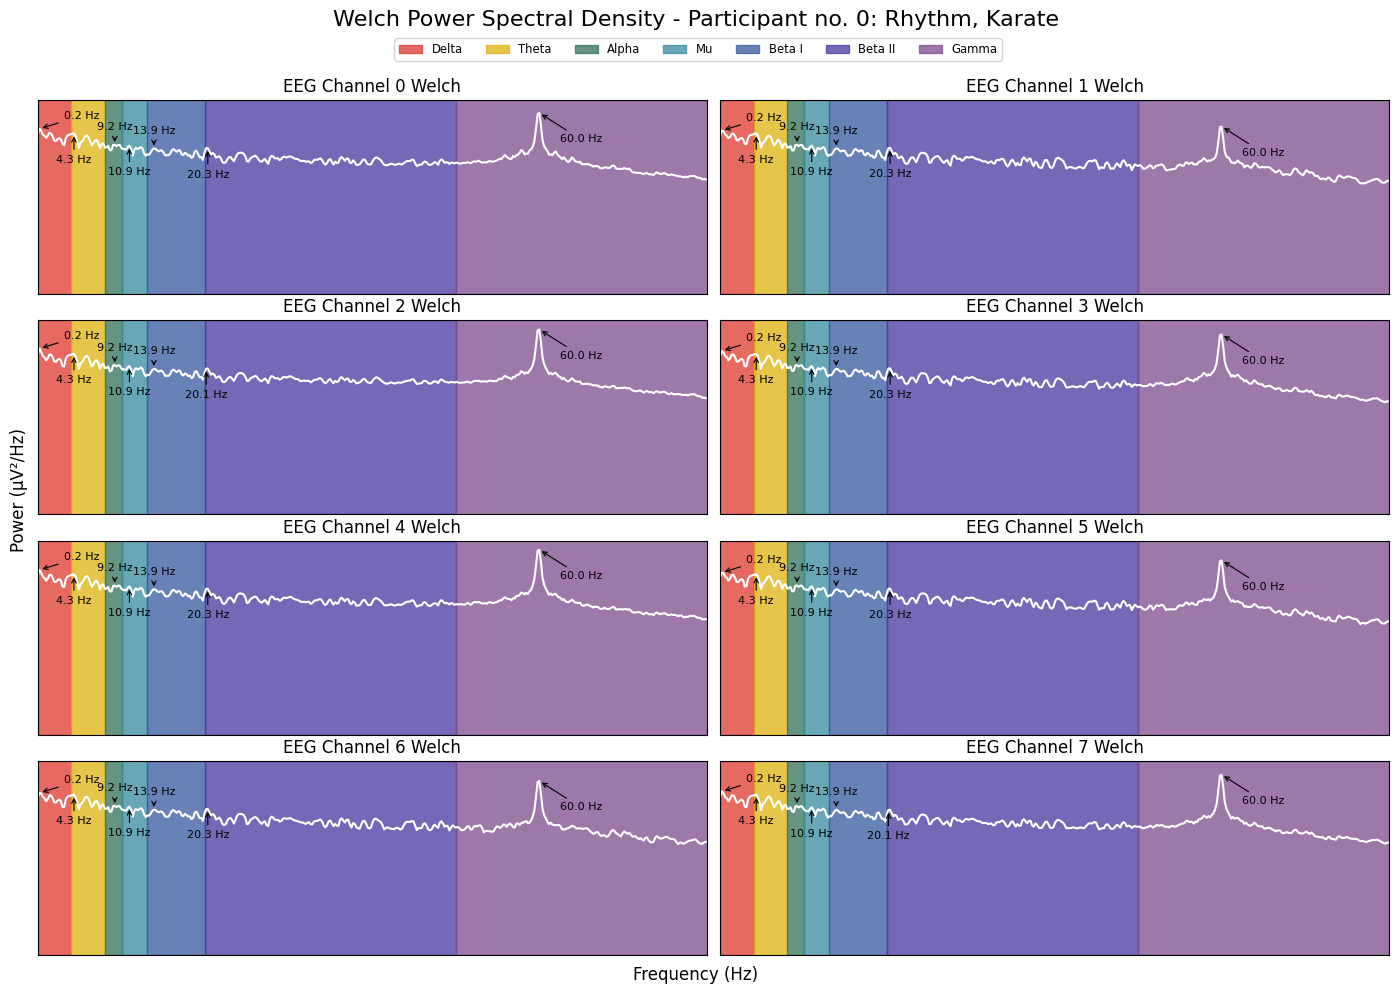 Welch Power Spectral Density - Participant no. 0: Rhythm, Karate
Delta Theta Alpha Mu Beta I Beta II Gamma
EEG Channel 0 Welch
0.2 Hz
9.2 Hz
13.9 Hz
60.0 Hz
4.3 Hz
10.9 Hz
20.3 Hz
EEG Channel 1 Welch
0.2 Hz
9.2 Hz
13.9 Hz
60.0 Hz
4.3 Hz
10.9 Hz
20.3 Hz
EEG Channel 2 Welch
0.2 Hz
9.2 Hz
13.9 Hz
60.0 Hz
4.3 Hz
10.9 Hz
20.1 Hz
EEG Channel 3 Welch
0.2 Hz
9.2 Hz
13.9 Hz
60.0 Hz
4.3 Hz
10.9 Hz
20.3 Hz
Power (µV²/Hz)
EEG Channel 4 Welch
0.2 Hz
9.2 Hz
13.9 Hz
60.0 Hz
4.3 Hz
10.9 Hz
20.3 Hz
EEG Channel 5 Welch
0.2 Hz
9.2 Hz
13.9 Hz
60.0 Hz
4.3 Hz
10.9 Hz
20.3 Hz
EEG Channel 6 Welch
0.2 Hz
9.2 Hz
13.9 Hz
60.0 Hz
4.3 Hz
10.9 Hz
20.3 Hz
EEG Channel 7 Welch
0.2 Hz
9.2 Hz
13.9 Hz
60.0 Hz
4.3 Hz
10.9 Hz
20.1 Hz
Frequency (Hz)